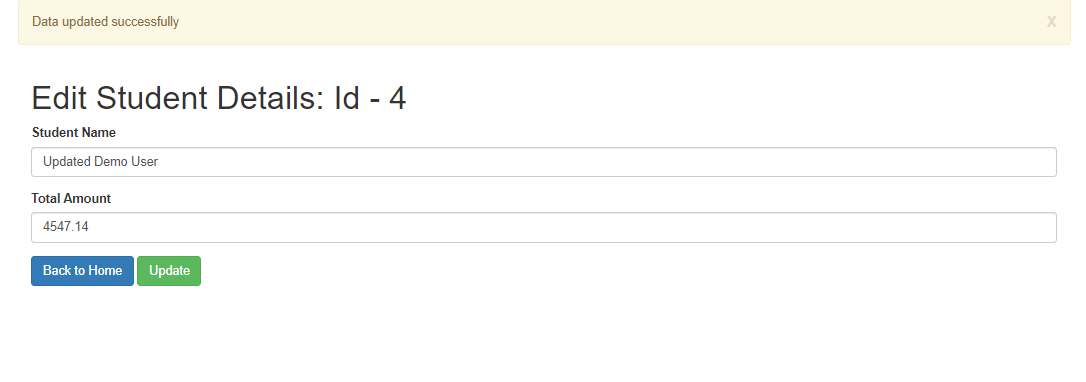 Data updated successfully x
Edit Student Details: Id - 4
Student Name
Updated Demo User
Total Amount
4547.14
Back to Home Update